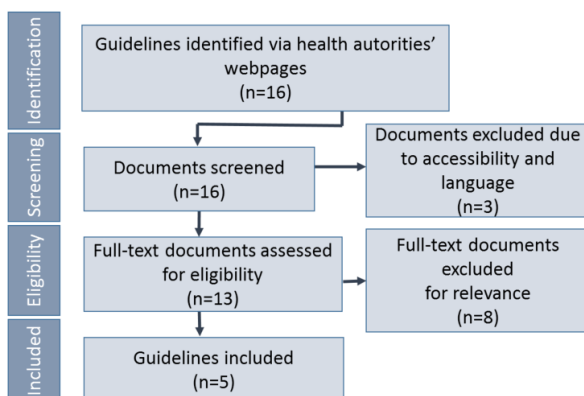 Identification
Guidelines identified via health autorities’
webpages
(n=16)
Screening
Documents screened
(n=16)
Documents excluded due
to accessibility and
language
(n=3)
Eligibility
Full-text documents assessed
for eligibility
(n=13)
Full-text documents
excluded
for relevance
(n=8)
Included
Guidelines included
(n=5)